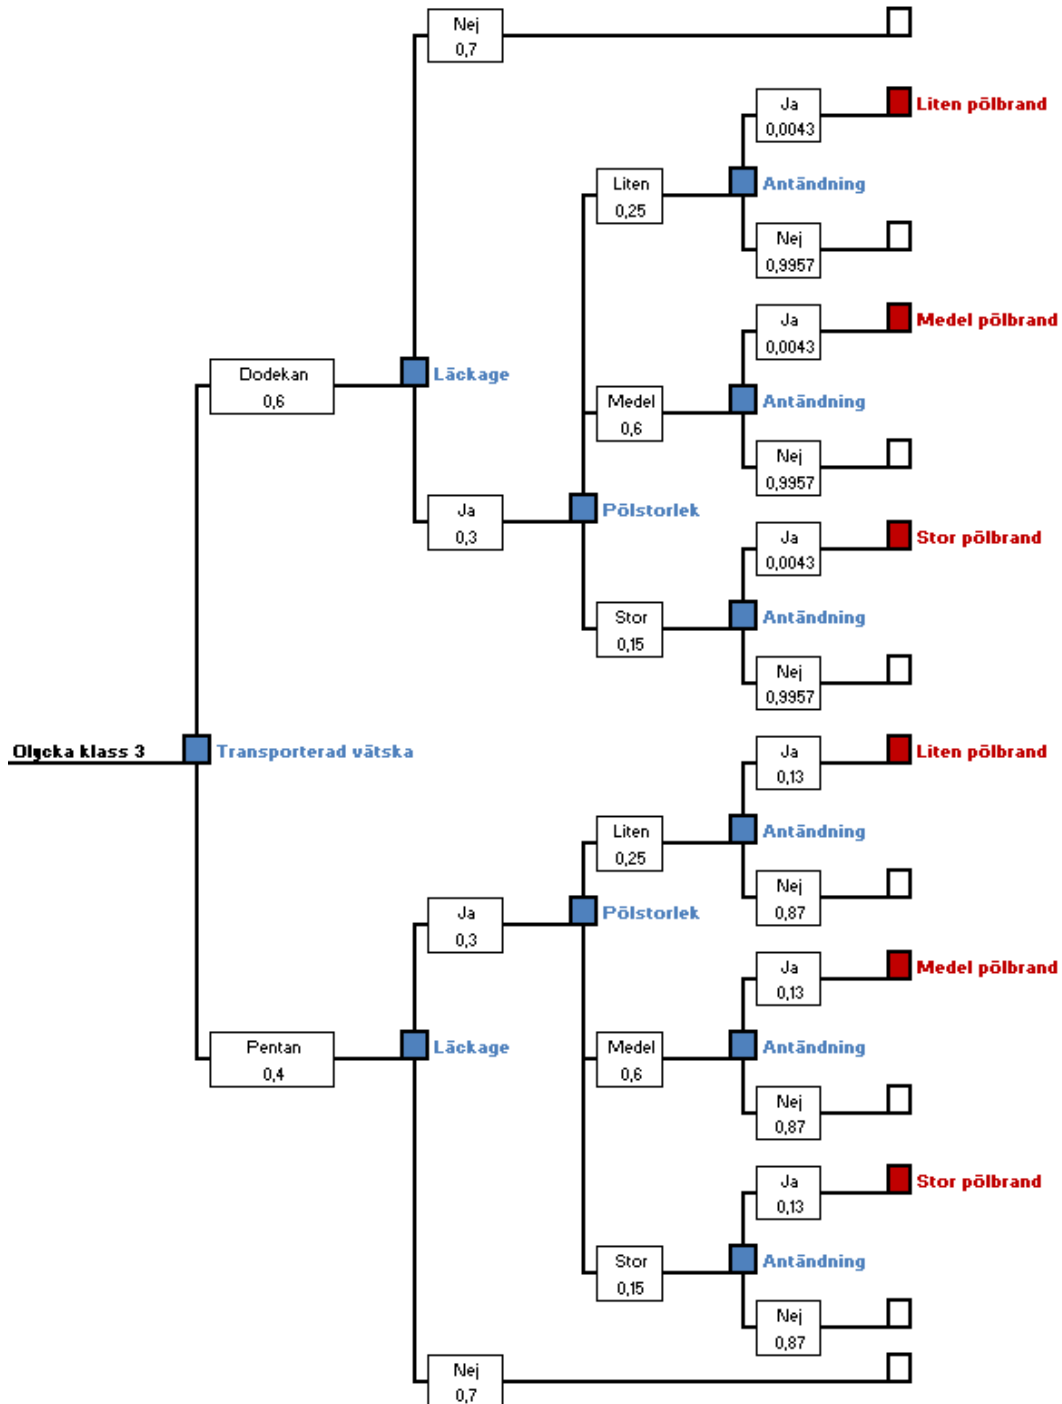 Nej
0,7
Ja
0,0043
Liten pölbrand
Liten
0,25
Antändning
Nej
0,9957
Ja
0,0043
Medel pölbrand
Dodekan
0,6
Läckage
Medel
0,6
Antändning
Nej
0,9957
Ja
0,3
Pölstorlek
Ja
0,0043
Stor pölbrand
Stor
0,15
Antändning
Nej
0,9957
Olycka klass 3
Transporterad vätska
Ja
0,13
Liten pölbrand
Liten
0,25
Antändning
Nej
0,87
Ja
0,3
Pölstorlek
Ja
0,13
Medel pölbrand
Pentan
0,4
Läckage
Medel
0,6
Antändning
Nej
0,87
Ja
0,13
Stor pölbrand
Stor
0,15
Antändning
Nej
0,87
Nej
0,7